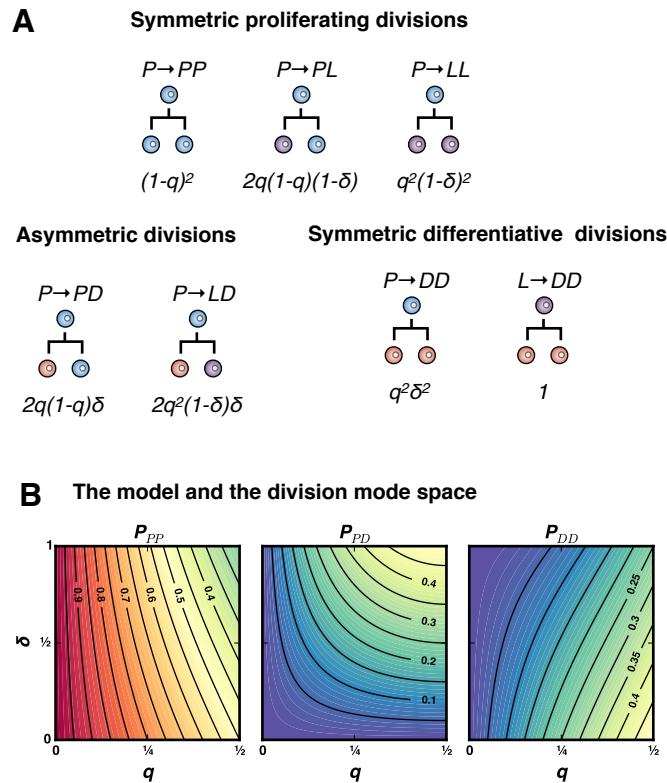 A
Symmetric proliferating divisions
P→PP P→PL P→LL
(1-q)² 2q(1-q)(1-δ) q²(1-δ)²
Asymmetric divisions
Symmetric differentiative divisions
P→PD P→LD
P→DD L→DD
2q(1-q)δ 2q²(1-δ)δ
q²δ² 1
B The model and the division mode space
P_PP P_PD P_DD
1
δ
½
0
0.9 0.8 0.7 0.6 0.5 0.4
0.4
0.3
0.2
0.1
0.25
0.3
0.35
0.4
0 ¼ ½ 0 ¼ ½ 0 ¼ ½
q q q